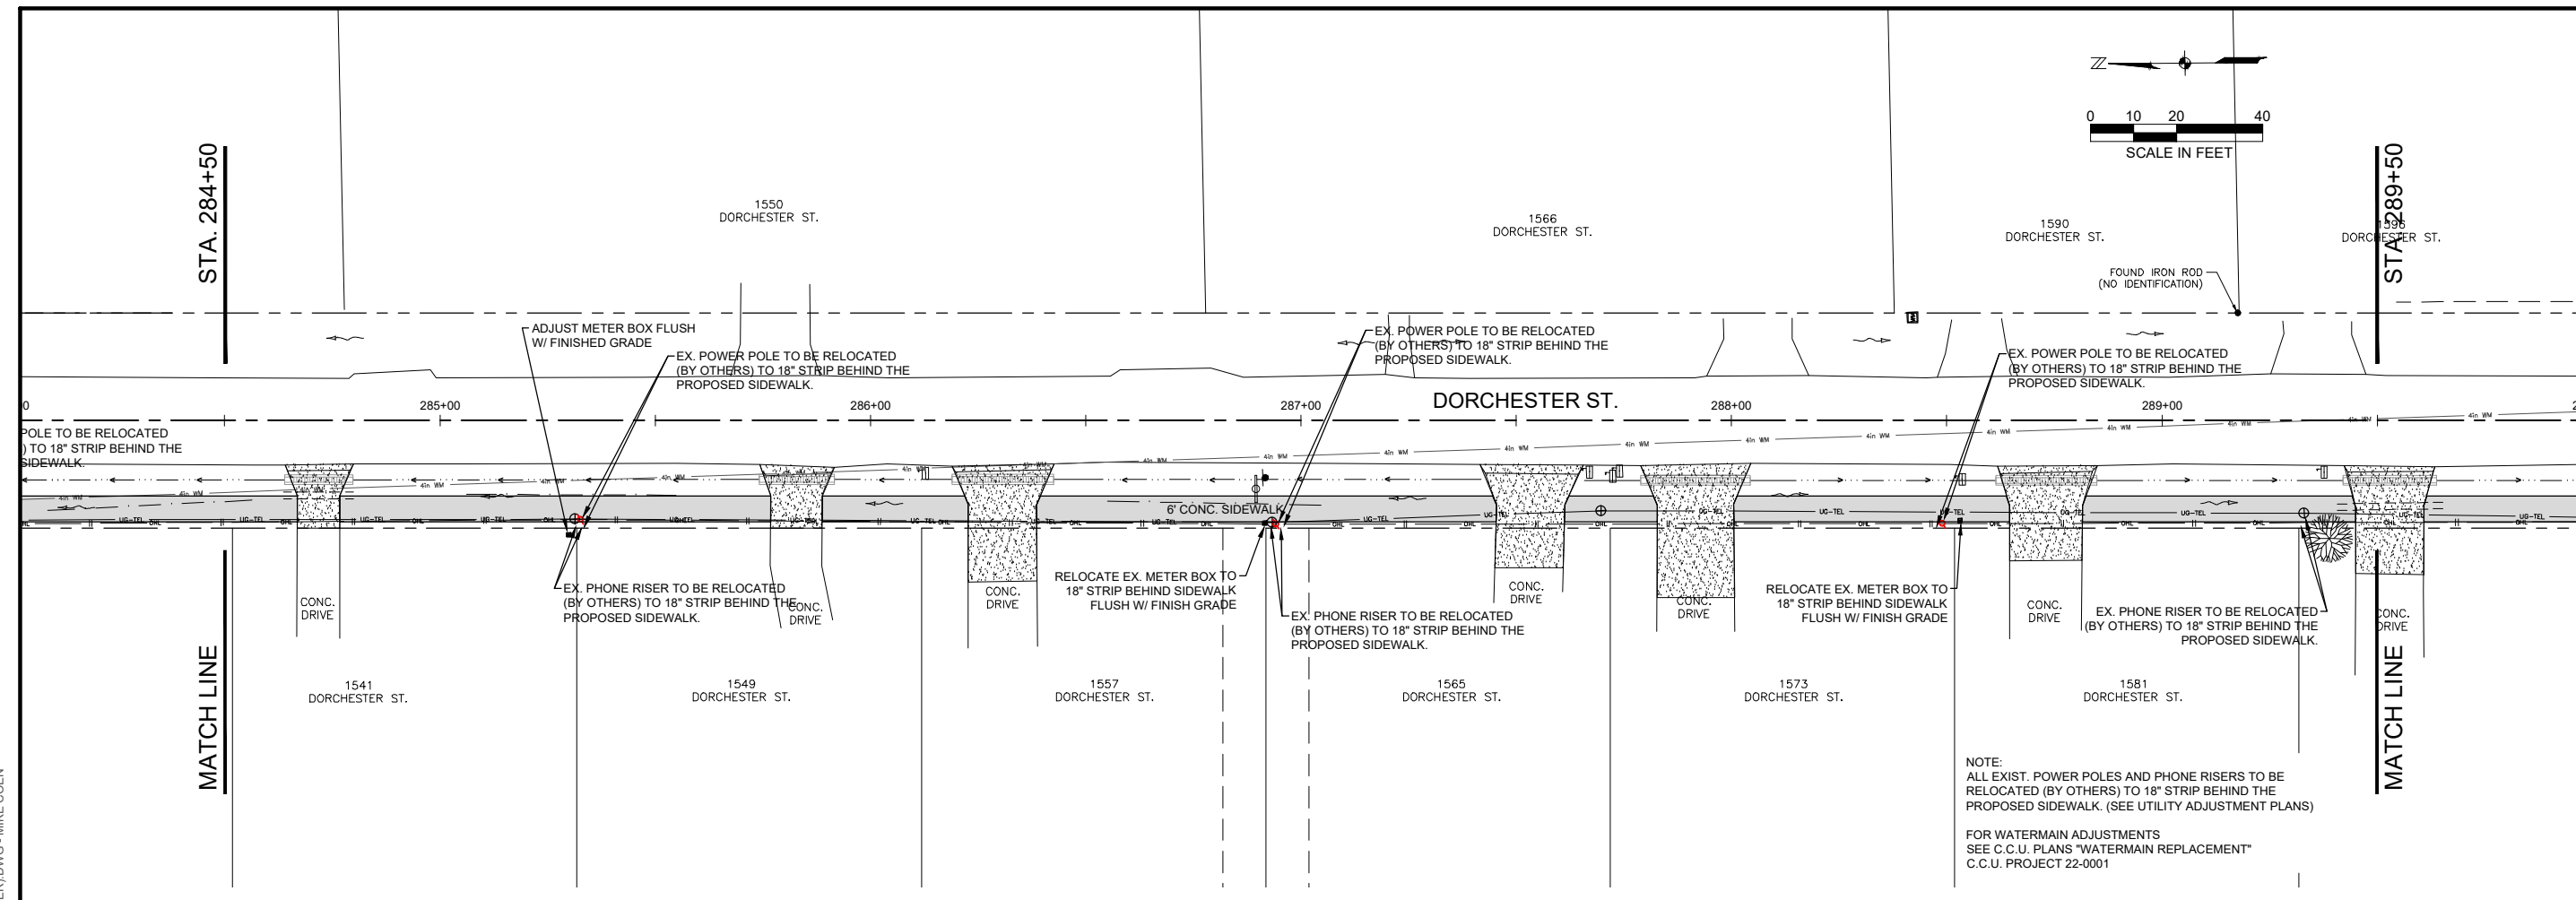 0 10 20 40
SCALE IN FEET
STA. 284+50
STA. 289+50
1550
DORCHESTER ST.
1566
DORCHESTER ST.
1590
DORCHESTER ST.
1596
DORCHESTER ST.
FOUND IRON ROD
(NO IDENTIFICATION)
ADJUST METER BOX FLUSH
W/ FINISHED GRADE
EX. POWER POLE TO BE RELOCATED
(BY OTHERS) TO 18" STRIP BEHIND THE
PROPOSED SIDEWALK.
EX. POWER POLE TO BE RELOCATED
(BY OTHERS) TO 18" STRIP BEHIND THE
PROPOSED SIDEWALK.
EX. POWER POLE TO BE RELOCATED
(BY OTHERS) TO 18" STRIP BEHIND THE
PROPOSED SIDEWALK.
285+00
286+00
287+00
DORCHESTER ST.
288+00
289+00
POLE TO BE RELOCATED
) TO 18" STRIP BEHIND THE
SIDEWALK.
4in WM
6' CONC. SIDEWALK
UG-TEL
OHL
CONC.
DRIVE
EX. PHONE RISER TO BE RELOCATED
(BY OTHERS) TO 18" STRIP BEHIND THE
PROPOSED SIDEWALK.
CONC.
DRIVE
CONC.
DRIVE
RELOCATE EX. METER BOX TO
18" STRIP BEHIND SIDEWALK
FLUSH W/ FINISH GRADE
EX. PHONE RISER TO BE RELOCATED
(BY OTHERS) TO 18" STRIP BEHIND THE
PROPOSED SIDEWALK.
CONC.
DRIVE
CONC.
DRIVE
RELOCATE EX. METER BOX TO
18" STRIP BEHIND SIDEWALK
FLUSH W/ FINISH GRADE
CONC.
DRIVE
EX. PHONE RISER TO BE RELOCATED
(BY OTHERS) TO 18" STRIP BEHIND THE
PROPOSED SIDEWALK.
CONC.
DRIVE
MATCH LINE
MATCH LINE
1541
DORCHESTER ST.
1549
DORCHESTER ST.
1557
DORCHESTER ST.
1565
DORCHESTER ST.
1573
DORCHESTER ST.
1581
DORCHESTER ST.
NOTE:
ALL EXIST. POWER POLES AND PHONE RISERS TO BE
RELOCATED (BY OTHERS) TO 18" STRIP BEHIND THE
PROPOSED SIDEWALK. (SEE UTILITY ADJUSTMENT PLANS)
FOR WATERMAIN ADJUSTMENTS
SEE C.C.U. PLANS "WATERMAIN REPLACEMENT"
C.C.U. PROJECT 22-0001